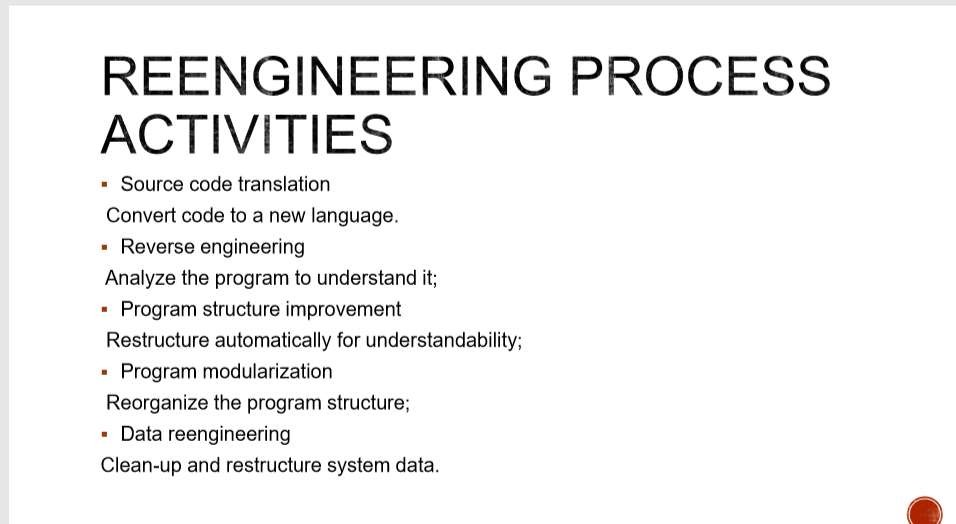 REENGINEERING PROCESS
ACTIVITIES
▪ Source code translation
Convert code to a new language.
▪ Reverse engineering
Analyze the program to understand it;
▪ Program structure improvement
Restructure automatically for understandability;
▪ Program modularization
Reorganize the program structure;
▪ Data reengineering
Clean-up and restructure system data.